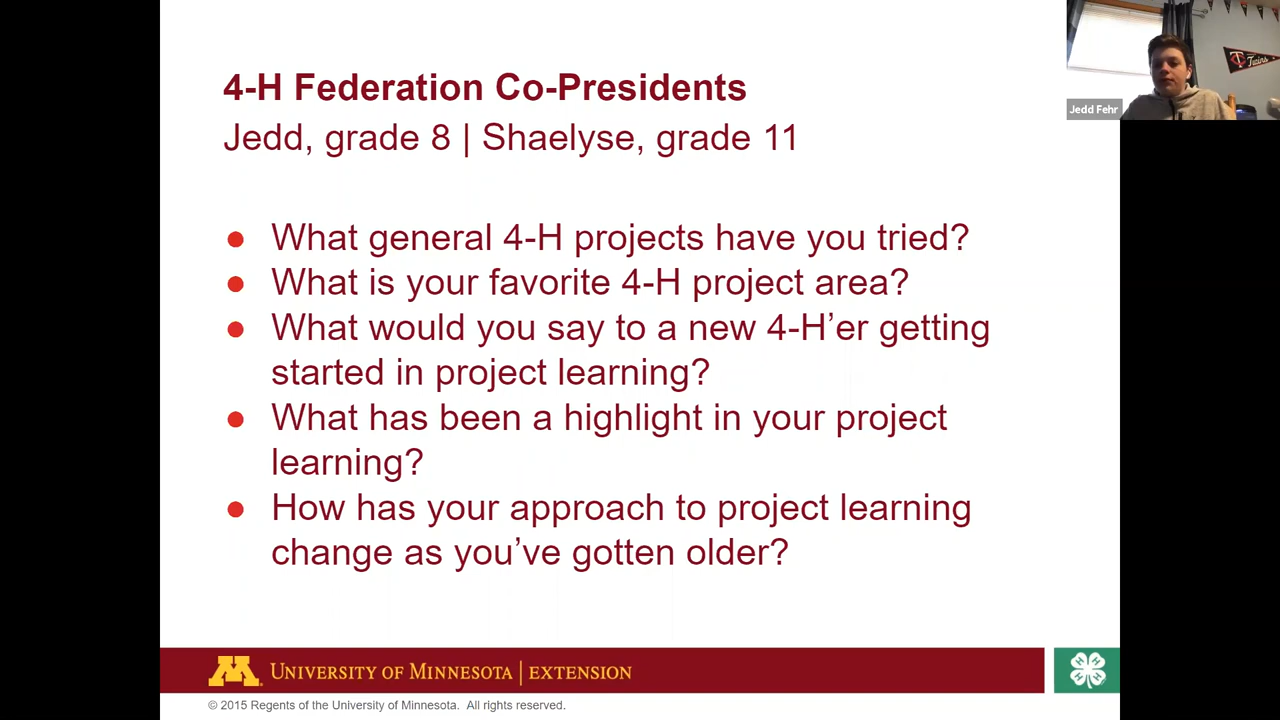 4-H Federation Co-Presidents
Jedd, grade 8 | Shaelyse, grade 11
● What general 4-H projects have you tried?
● What is your favorite 4-H project area?
● What would you say to a new 4-H’er getting
started in project learning?
● What has been a highlight in your project
learning?
● How has your approach to project learning
change as you’ve gotten older?
Twins
Jedd Fehr
M UNIVERSITY OF MINNESOTA | EXTENSION
H H H H
© 2015 Regents of the University of Minnesota. All rights reserved.